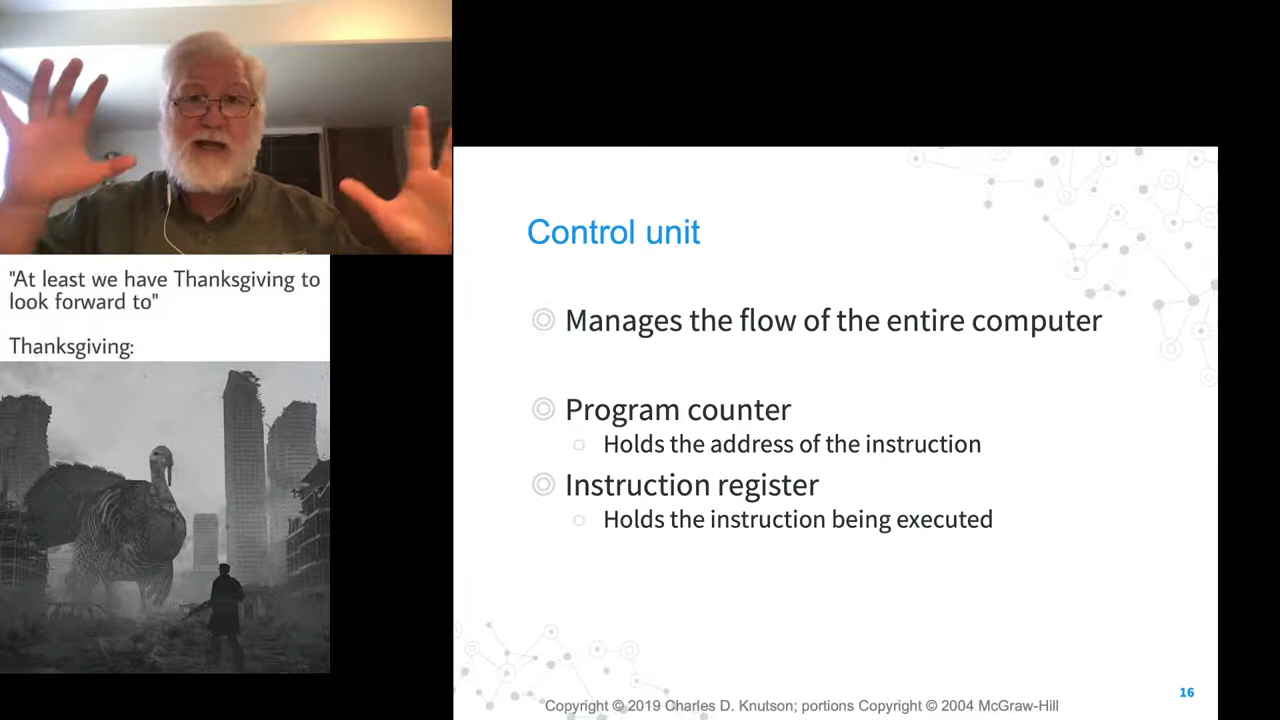 "At least we have Thanksgiving to
look forward to"
Thanksgiving:
Control unit
Manages the flow of the entire computer
Program counter
Holds the address of the instruction
Instruction register
Holds the instruction being executed
16
Copyright © 2019 Charles D. Knutson; portions Copyright © 2004 McGraw-Hill